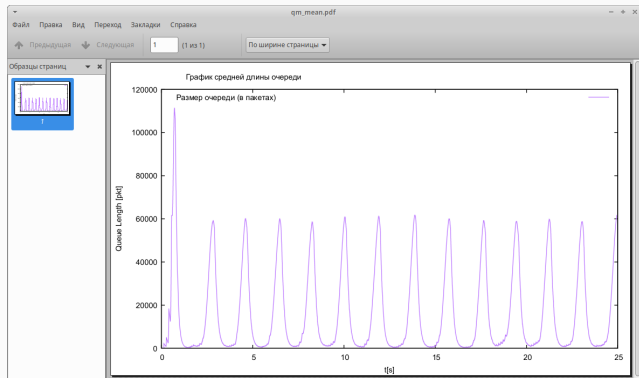 qm_mean.pdf
Файл Правка Вид Переход Закладки Справка
Предыдущая Следующая 1 (1 из 1) По ширине страницы
Образцы страниц
1
График средней длины очереди
Размер очереди (в пакетах)
120000
100000
80000
60000
40000
20000
0
Queue Length [pkt]
0 5 10 15 20 25
t[s]